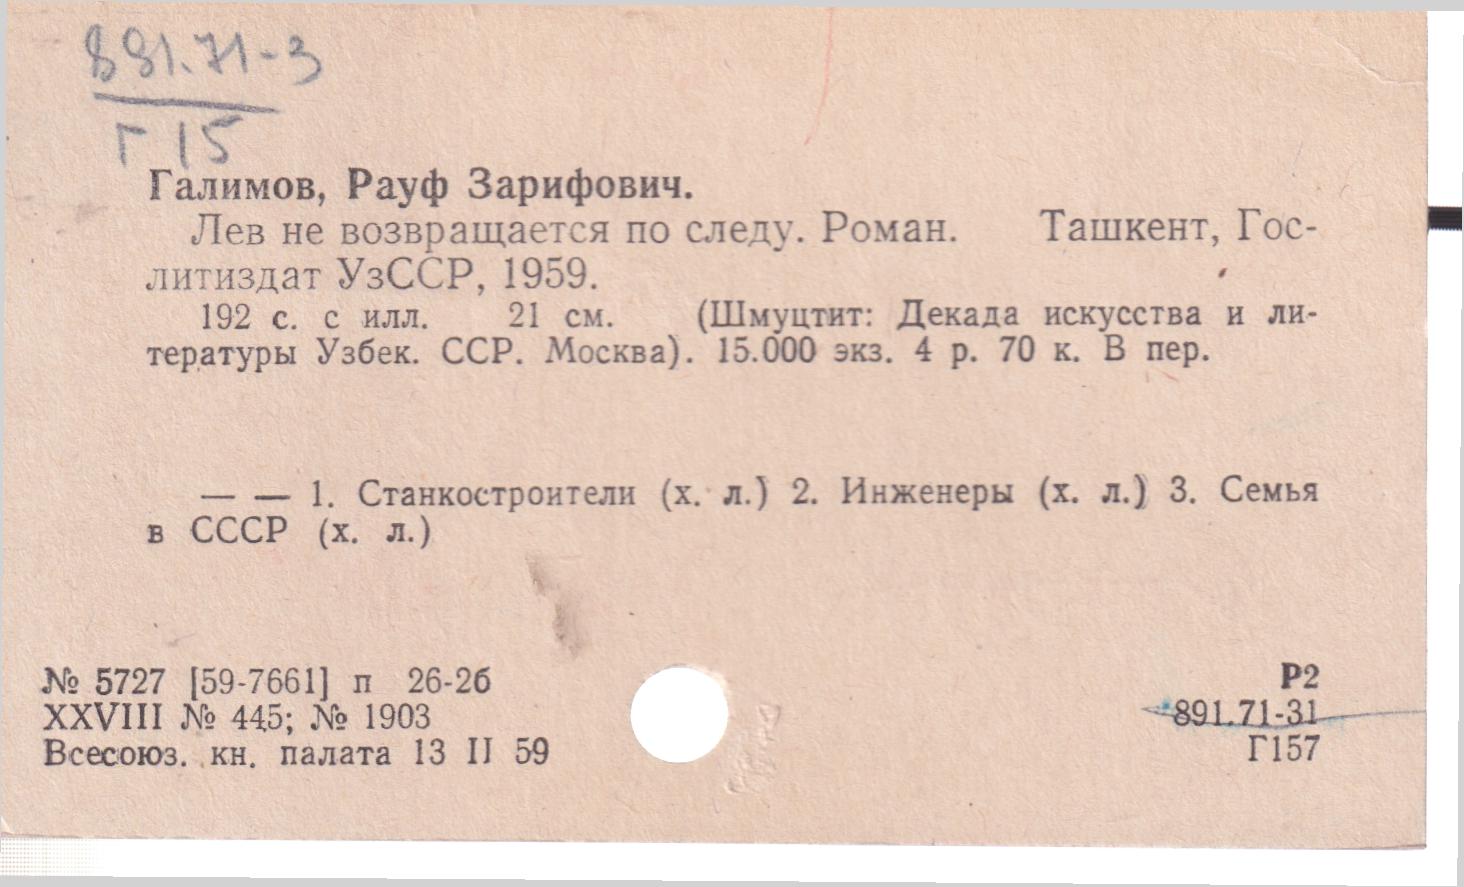 891.71-3
Г 15
Галимов, Рауф Зарифович.
Лев не возвращается по следу. Роман. Ташкент, Гос-
литиздат УзССР, 1959.
192 с. с илл. 21 см. (Шмуцтит: Декада искусства и ли-
тературы Узбек. ССР. Москва). 15.000 экз. 4 р. 70 к. В пер.
— — 1. Станкостроители (х. л.) 2. Инженеры (х. л.) 3. Семья
в СССР (х. л.)
№ 5727 [59-7661] п 26-2б
XXVIII № 445; № 1903
Всесоюз. кн. палата 13 II 59
Р2
891.71-31
Г157